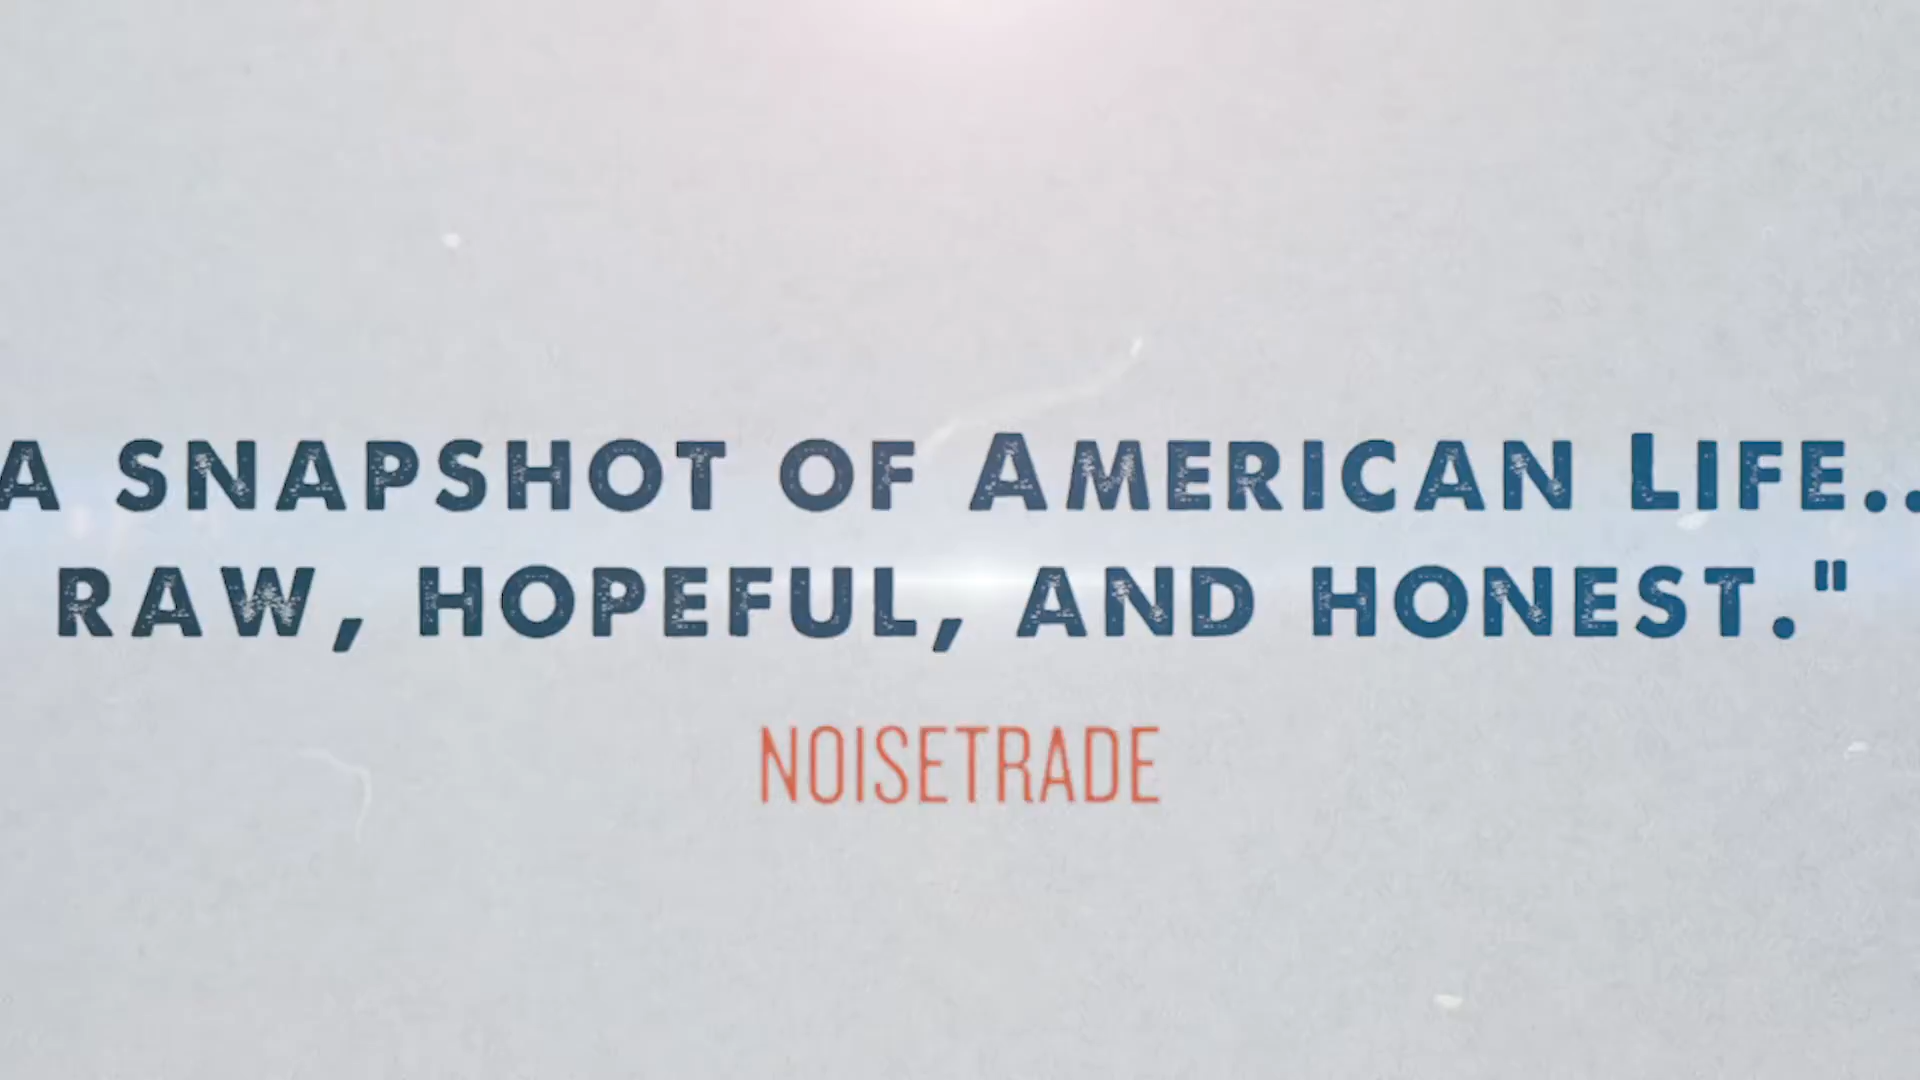 A SNAPSHOT OF AMERICAN LIFE..
RAW, HOPEFUL, AND HONEST."
NOISETRADE